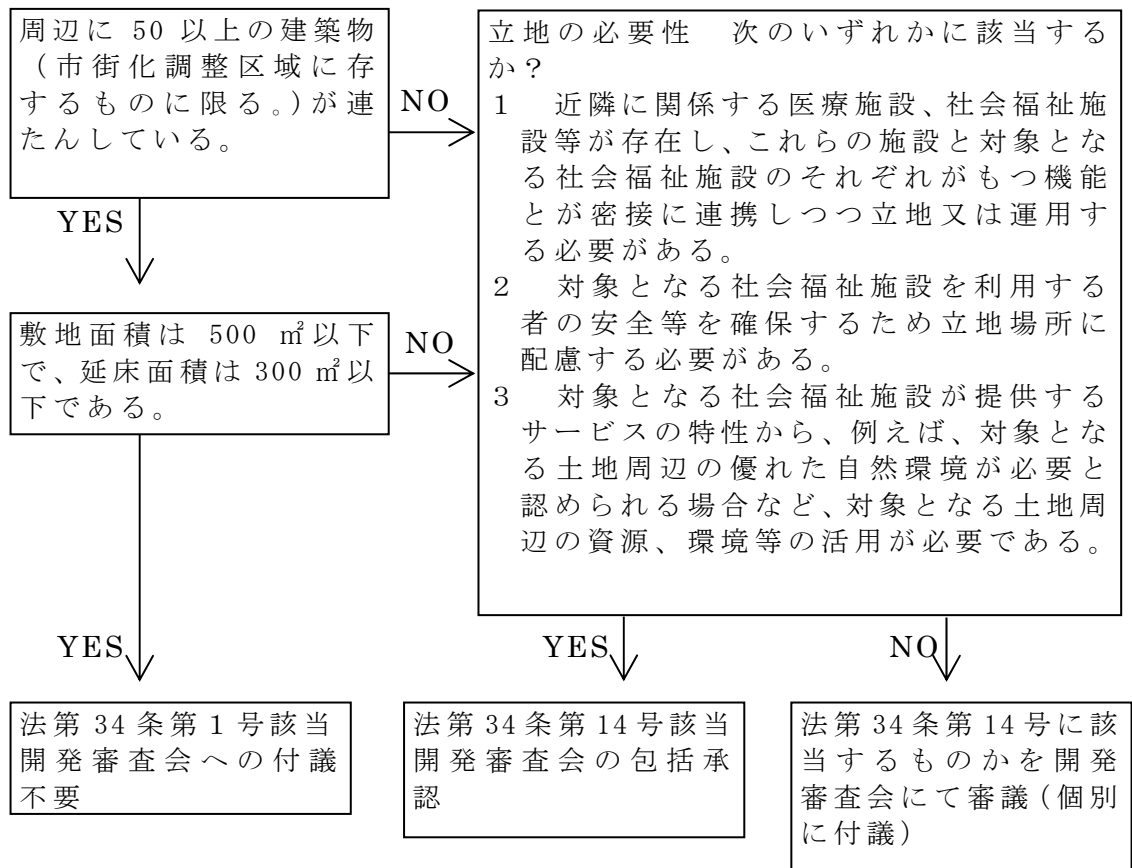 周辺に 50 以上の建築物
（市街化調整区域に存
するものに限る。）が連
たんしている。
NO
YES
敷地面積は 500 ㎡以下
で、延床面積は 300 ㎡以
下である。
NO
立地の必要性　次のいずれかに該当する
か？
1　近隣に関係する医療施設、社会福祉施
設等が存在し、これらの施設と対象とな
る社会福祉施設のそれぞれがもつ機能
とが密接に連携しつつ立地又は運用す
る必要がある。
2　対象となる社会福祉施設を利用する
者の安全等を確保するため立地場所に
配慮する必要がある。
3　対象となる社会福祉施設が提供する
サービスの特性から、例えば、対象とな
る土地周辺の優れた自然環境が必要と
認められる場合など、対象となる土地周
辺の資源、環境等の活用が必要である。
YES
YES
NO
法第 34 条第 1 号該当
開発審査会への付議
不要
法第 34 条第 14 号該当
開発審査会の包括承
認
法第 34 条第 14 号に該
当するものかを開発
審査会にて審議（個別
に付議）